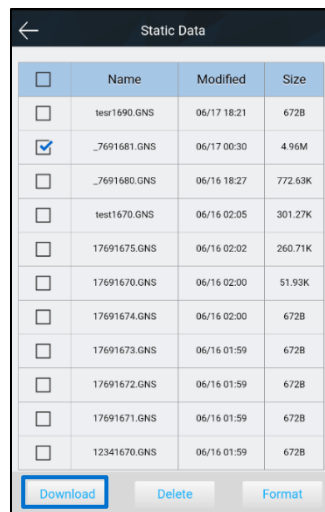 Static Data
Name Modified Size
tesr1690.GNS 06/17 18:21 672B
_7691681.GNS 06/17 00:30 4.96M
_7691680.GNS 06/16 18:27 772.63K
test1670.GNS 06/16 02:05 301.27K
17691675.GNS 06/16 02:02 260.71K
17691670.GNS 06/16 02:00 51.93K
17691674.GNS 06/16 02:00 672B
17691673.GNS 06/16 01:59 672B
17691672.GNS 06/16 01:59 672B
17691671.GNS 06/16 01:59 672B
12341670.GNS 06/16 01:59 672B
Download Delete Format